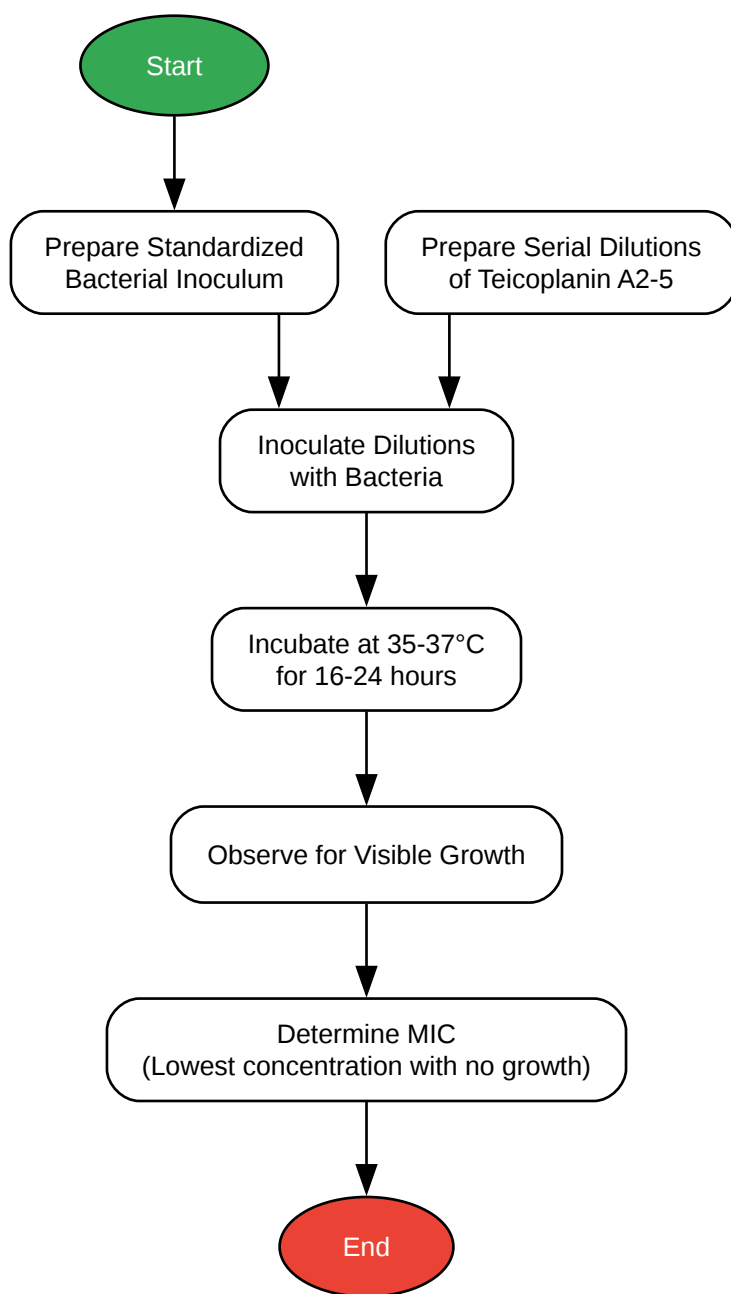 Start
Prepare Standardized
Bacterial Inoculum
Prepare Serial Dilutions
of Teicoplanin A2-5
Inoculate Dilutions
with Bacteria
Incubate at 35-37°C
for 16-24 hours
Observe for Visible Growth
Determine MIC
(Lowest concentration with no growth)
End